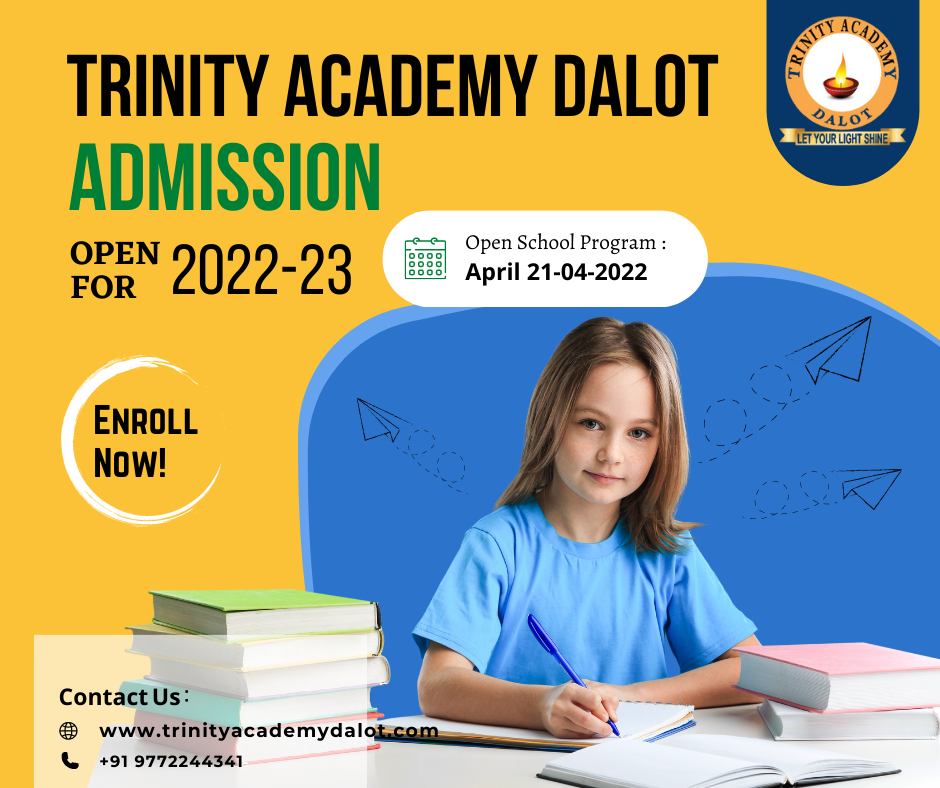 TRINITY ACADEMY DALOT
ADMISSION
OPEN
FOR
2022-23
Open School Program :
April 21-04-2022
TRINITY ACADEMY
DALOT
LET YOUR LIGHT SHINE
Enroll
Now!
Contact Us :
www.trinityacademydalot.com
+91 9772244341